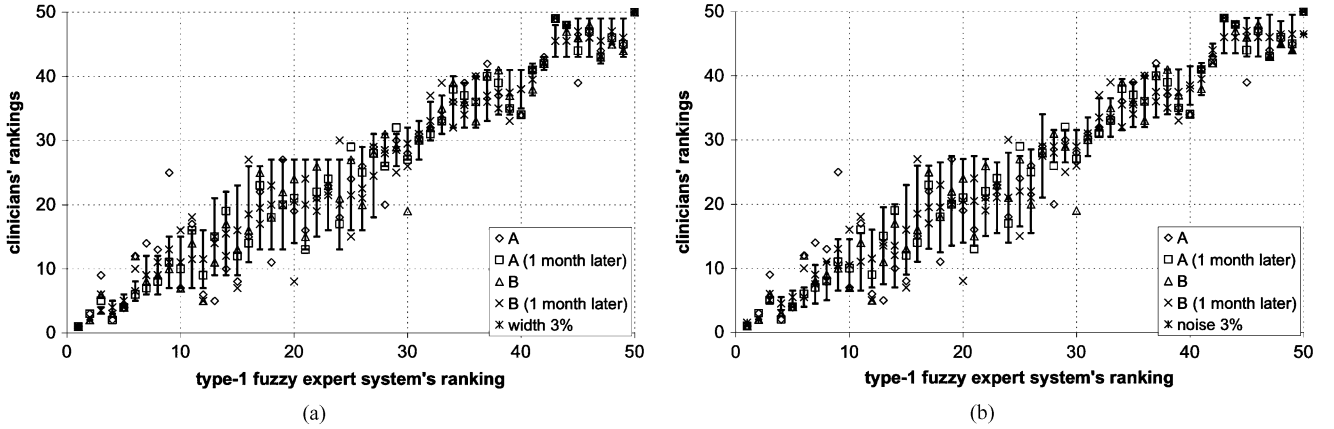 50
40
30
20
10
0
clinicians' rankings
0
10
20
30
40
50
type-1 fuzzy expert system's ranking
A
A (1 month later)
B
B (1 month later)
width 3%
(a)
50
40
30
20
10
0
clinicians' rankings
0
10
20
30
40
50
type-1 fuzzy expert system's ranking
A
A (1 month later)
B
B (1 month later)
noise 3%
(b)